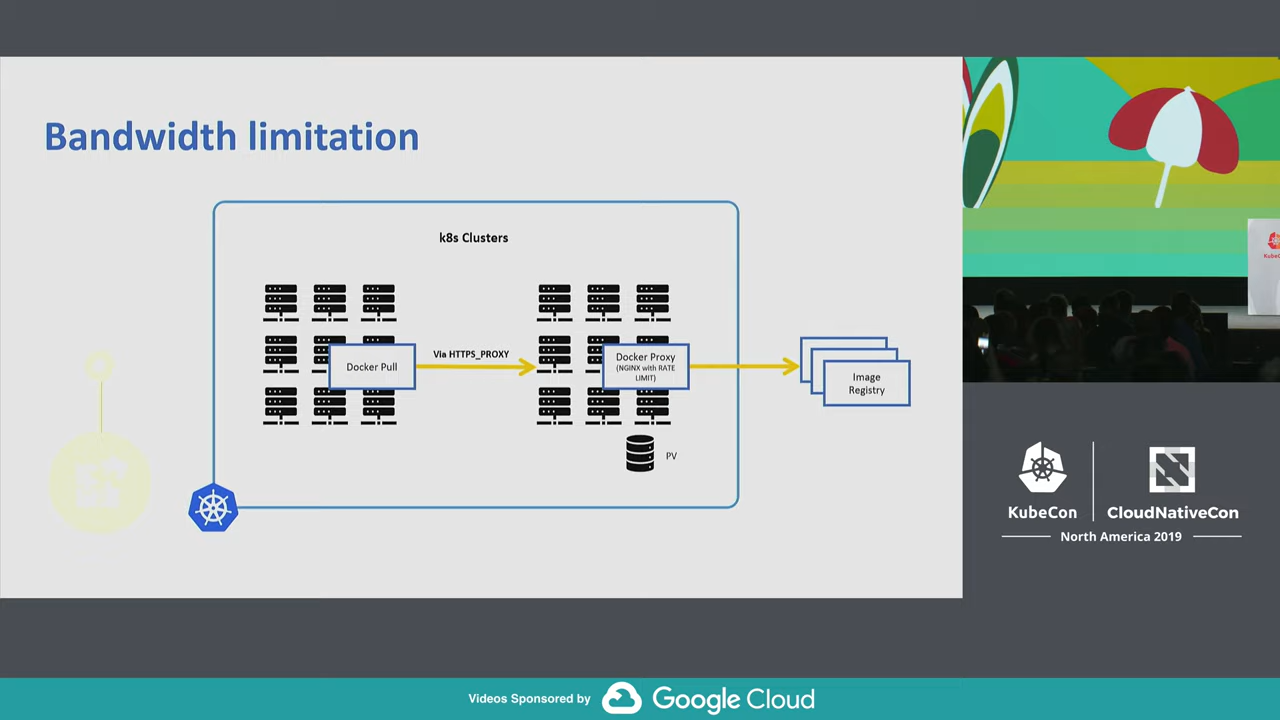 Bandwidth limitation
k8s Clusters
Docker Pull
Via HTTPS_PROXY
Docker Proxy
(NGINX with RATE
LIMIT)
Image
Registry
PV
KubeCon
CloudNativeCon
North America 2019
Videos Sponsored by
Google Cloud